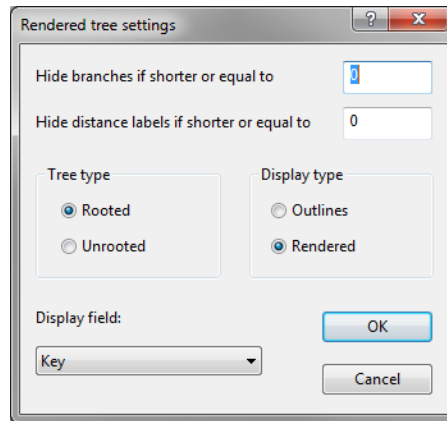 Rendered tree settings
?
X
Hide branches if shorter or equal to
0
Hide distance labels if shorter or equal to
0
Tree type
Display type
Rooted
Outlines
Unrooted
Rendered
Display field:
OK
Key
Cancel